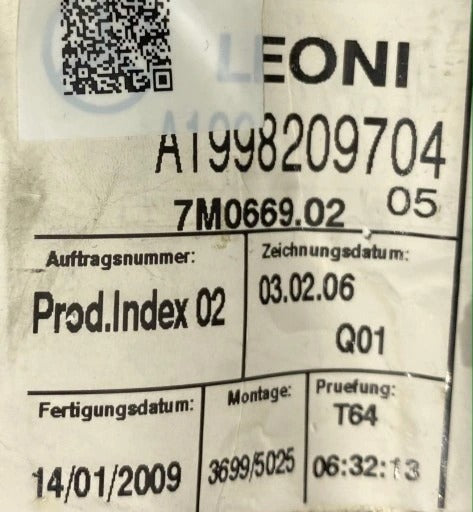 LEONI
A1998209704
7M0669.02 05
Auftragsnummer:
Prod.Index 02
Zeichnungsdatum:
03.02.06
Q01
Fertigungsdatum:
14/01/2009
Montage:
3699/5025
Pruefung:
T64
06:32:13